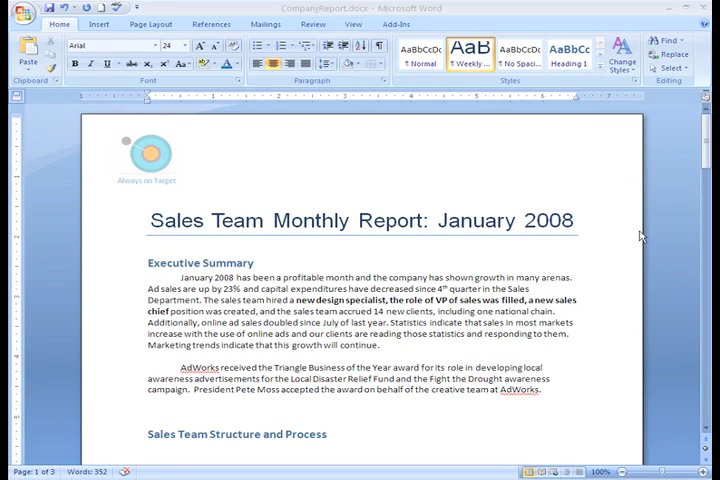 CompanyReport.docx - Microsoft Word
Home Insert Page Layout References Mailings Review View Add-Ins
Arial 24
Paste
AaBbCcDc AaB AaBbCcDc AaBbCc
¶ Normal ¶ Weekly ... ¶ No Spaci... Heading 1
Change Styles
Find
Replace
Select
Clipboard Font Paragraph Styles Editing
Always on Target
Sales Team Monthly Report: January 2008
Executive Summary
January 2008 has been a profitable month and the company has shown growth in many arenas.
Ad sales are up by 23% and capital expenditures have decreased since 4th quarter in the Sales
Department. The sales team hired a new design specialist, the role of VP of sales was filled, a new sales
chief position was created, and the sales team accrued 14 new clients, including one national chain.
Additionally, online ad sales doubled since July of last year. Statistics indicate that sales in most markets
increase with the use of online ads and our clients are reading those statistics and responding to them.
Marketing trends indicate that this growth will continue.
AdWorks received the Triangle Business of the Year award for its role in developing local
awareness advertisements for the Local Disaster Relief Fund and the Fight the Drought awareness
campaign. President Pete Moss accepted the award on behalf of the creative team at AdWorks.
Sales Team Structure and Process
Page: 1 of 3 Words: 352 100%